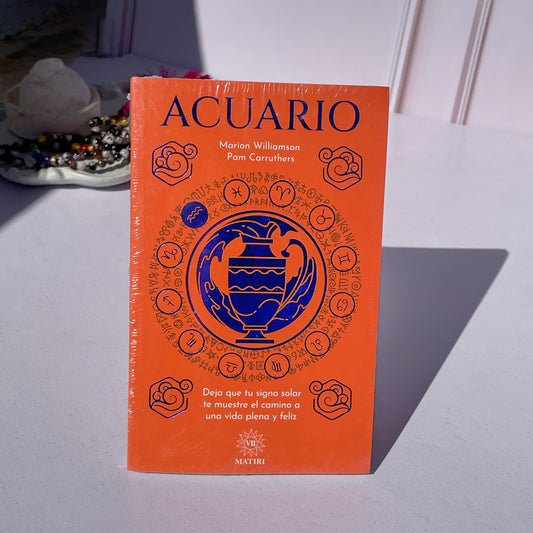 ACUARIO
Marion Williamson
Pam Carruthers
Deja que tu signo solar
te muestre el camino a
una vida plena y feliz
VII
MATIRI